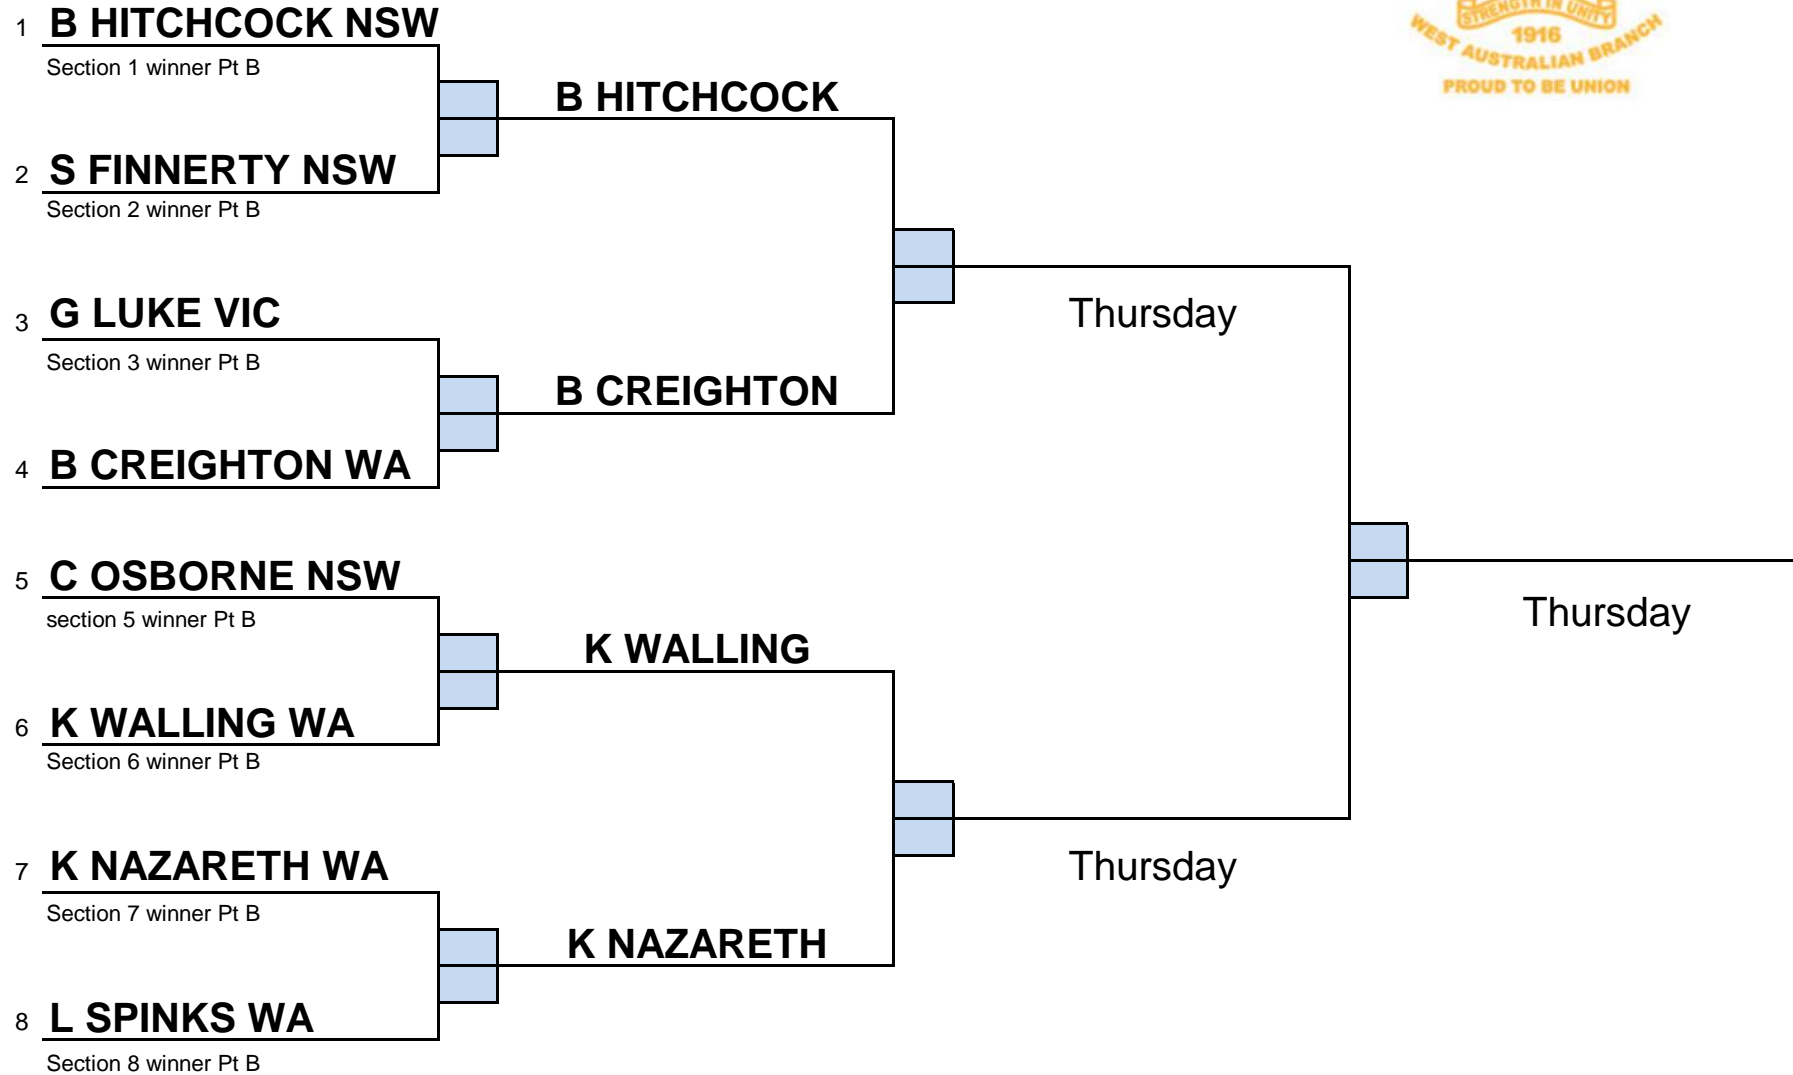 STRENGTH IN UNITY
1916
WEST AUSTRALIAN BRANCH
PROUD TO BE UNION
1 B HITCHCOCK NSW
Section 1 winner Pt B
B HITCHCOCK
2 S FINNERTY NSW
Section 2 winner Pt B
3 G LUKE VIC
Thursday
Section 3 winner Pt B
B CREIGHTON
4 B CREIGHTON WA
5 C OSBORNE NSW
section 5 winner Pt B
Thursday
K WALLING
6 K WALLING WA
Section 6 winner Pt B
7 K NAZARETH WA
Thursday
Section 7 winner Pt B
K NAZARETH
8 L SPINKS WA
Section 8 winner Pt B